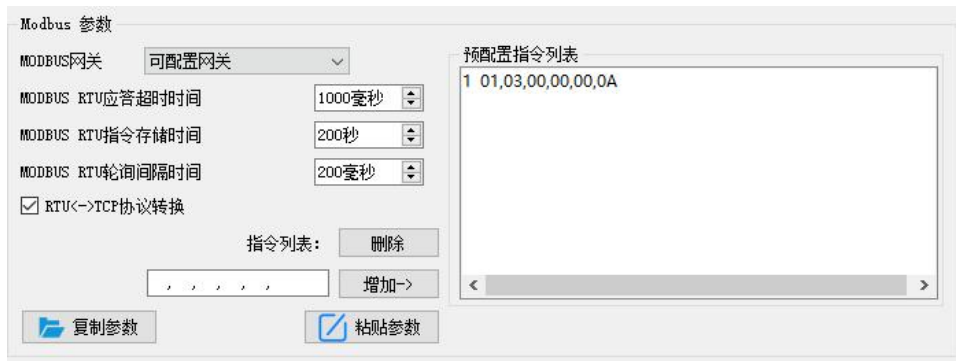 Modbus 参数
MODBUS网关 可配置网关
MODBUS RTU应答超时时间 1000毫秒
MODBUS RTU指令存储时间 200秒
MODBUS RTU轮询间隔时间 200毫秒
RTU<->TCP协议转换
指令列表： 删除
, , , , , 增加->
复制参数 粘贴参数
预配置指令列表
1 01,03,00,00,00,0A